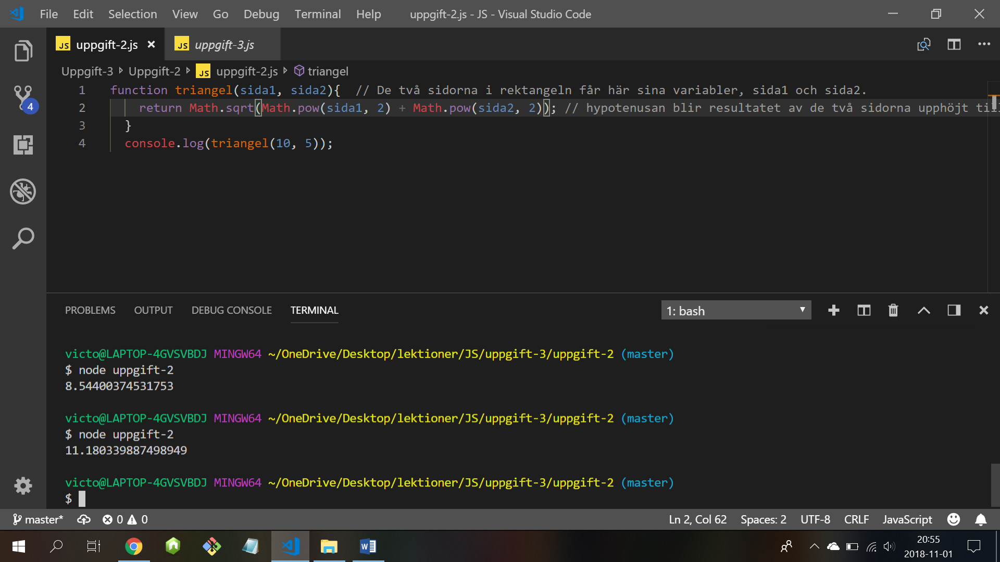 File Edit Selection View Go Debug Terminal Help uppgift-2.js - JS - Visual Studio Code
JS uppgift-2.js JS uppgift-3.js
Uppgift-3 Uppgift-2 JS uppgift-2.js triangel
1 function triangel(sida1, sida2){ // De två sidorna i rektangeln får här sina variabler, sida1 och sida2.
2 return Math.sqrt(Math.pow(sida1, 2) + Math.pow(sida2, 2)); // hypotenusan blir resultatet av de två sidorna upphöjt till
3 }
4 console.log(triangel(10, 5));
4
PROBLEMS OUTPUT DEBUG CONSOLE TERMINAL 1: bash
victo@LAPTOP-4GVSVBDJ MINGW64 ~/OneDrive/Desktop/lektioner/JS/uppgift-3/uppgift-2 (master)
$ node uppgift-2
8.54400374531753
victo@LAPTOP-4GVSVBDJ MINGW64 ~/OneDrive/Desktop/lektioner/JS/uppgift-3/uppgift-2 (master)
$ node uppgift-2
11.180339887498949
victo@LAPTOP-4GVSVBDJ MINGW64 ~/OneDrive/Desktop/lektioner/JS/uppgift-3/uppgift-2 (master)
$
master* 0 0 Ln 2, Col 62 Spaces: 2 UTF-8 CRLF JavaScript
20:55
2018-11-01